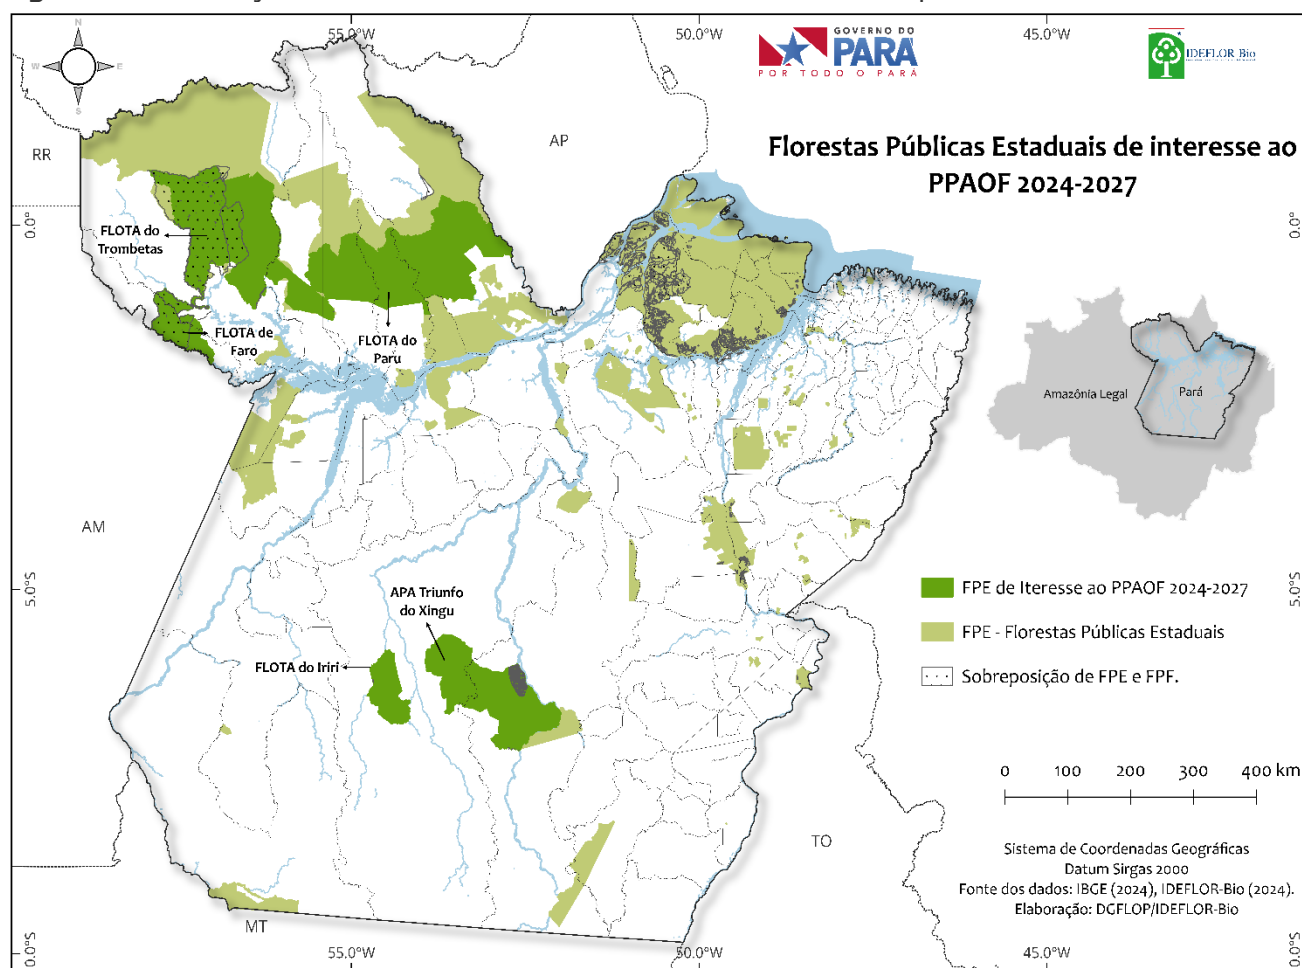 55.0°W
50.0°W
45.0°W
N
W
E
S
GOVERNO DO
PARÁ
POR TODO O PARÁ
IDEFLOR-Bio
RR
AP
Florestas Públicas Estaduais de interesse ao
PPAOF 2024-2027
0.0°
0.0°
FLOTA do
Trombetas
FLOTA de
Faro
FLOTA do
Paru
Amazônia Legal
Pará
AM
5.0°S
5.0°S
APA Triunfo
do Xingu
FLOTA do Iriri
FPE de Iteresse ao PPAOF 2024-2027
FPE - Florestas Públicas Estaduais
Sobreposição de FPE e FPF.
0 100 200 300 400 km
TO
Sistema de Coordenadas Geográficas
Datum Sirgas 2000
Fonte dos dados: IBGE (2024), IDEFLOR-Bio (2024).
Elaboração: DGFLOP/IDEFLOR-Bio
MT
0.0°S
0.0°S
55.0°W
50.0°W
45.0°W